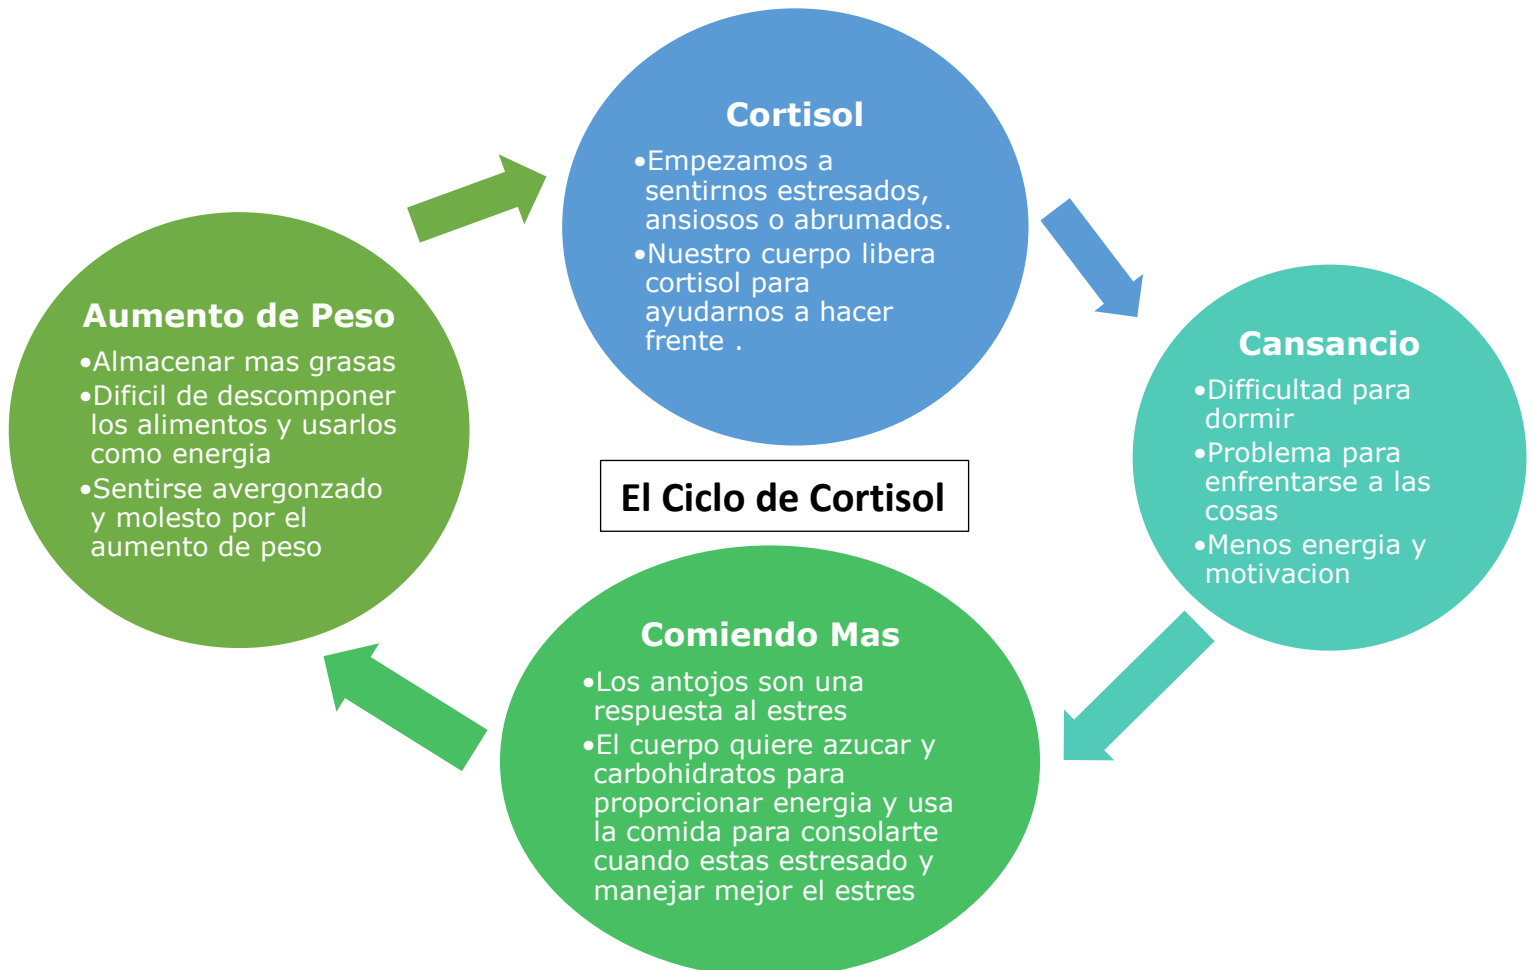 Cortisol
•Empezamos a
sentirnos estresados,
ansiosos o abrumados.
•Nuestro cuerpo libera
cortisol para
ayudarnos a hacer
frente .
Cansancio
•Difficultad para
dormir
•Problema para
enfrentarse a las
cosas
•Menos energia y
motivacion
Comiendo Mas
•Los antojos son una
respuesta al estres
•El cuerpo quiere azucar y
carbohidratos para
proporcionar energia y usa
la comida para consolarte
cuando estas estresado y
manejar mejor el estres
Aumento de Peso
•Almacenar mas grasas
•Dificil de descomponer
los alimentos y usarlos
como energia
•Sentirse avergonzado
y molesto por el
aumento de peso
El Ciclo de Cortisol